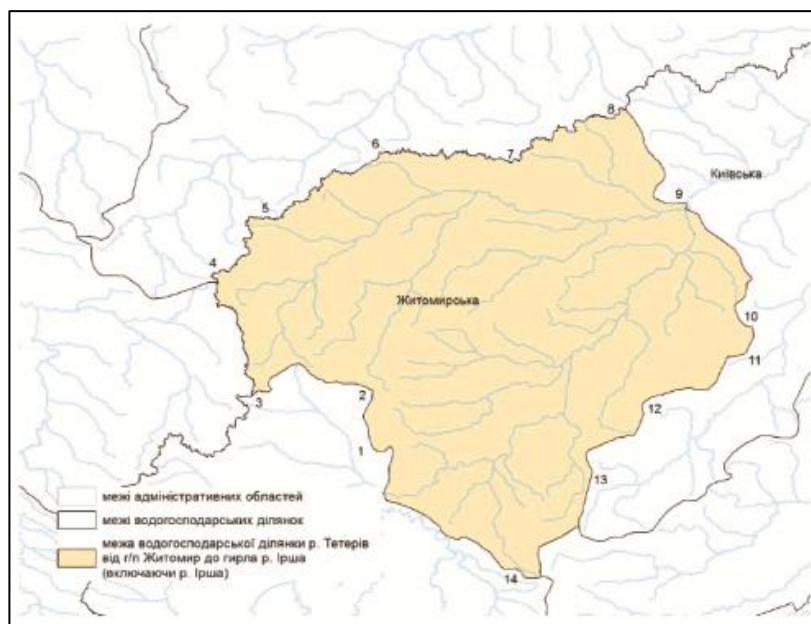 8
6
7
Київська
9
5
4
Житомирська
10
11
2
3
12
1
13
межі адміністративних областей
межі водогосподарських ділянок
межа водогосподарської ділянки р. Тетерів
від г/п Житомир до гирла р. Ірша
(включаючи р. Ірша)
14